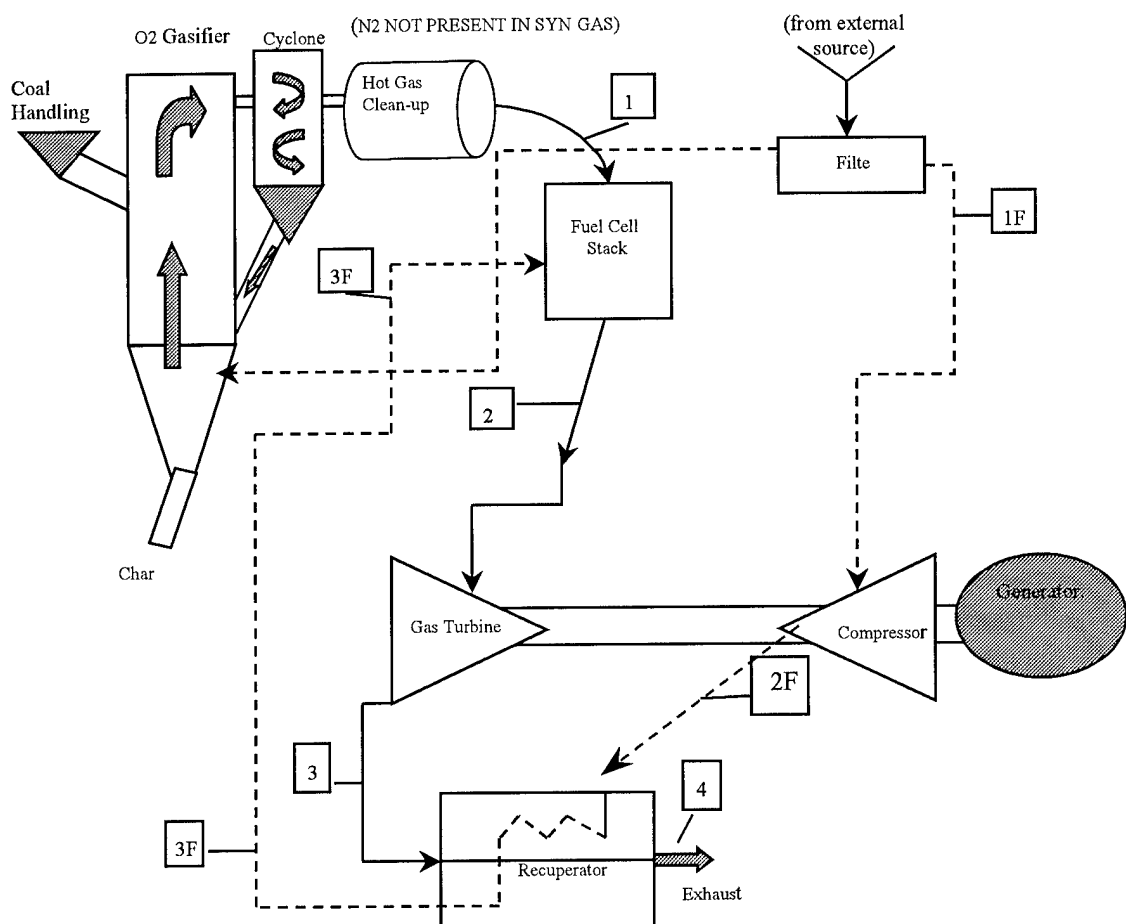 (N2 NOT PRESENT IN SYN GAS)
(from external
source)
O2 Gasifier
Cyclone
Coal
Handling
Hot Gas
Clean-up
1
Filte
1F
Fuel Cell
Stack
3F
2
Char
Gas Turbine
Compressor
Generator
2F
3
4
3F
Recuperator
Exhaust